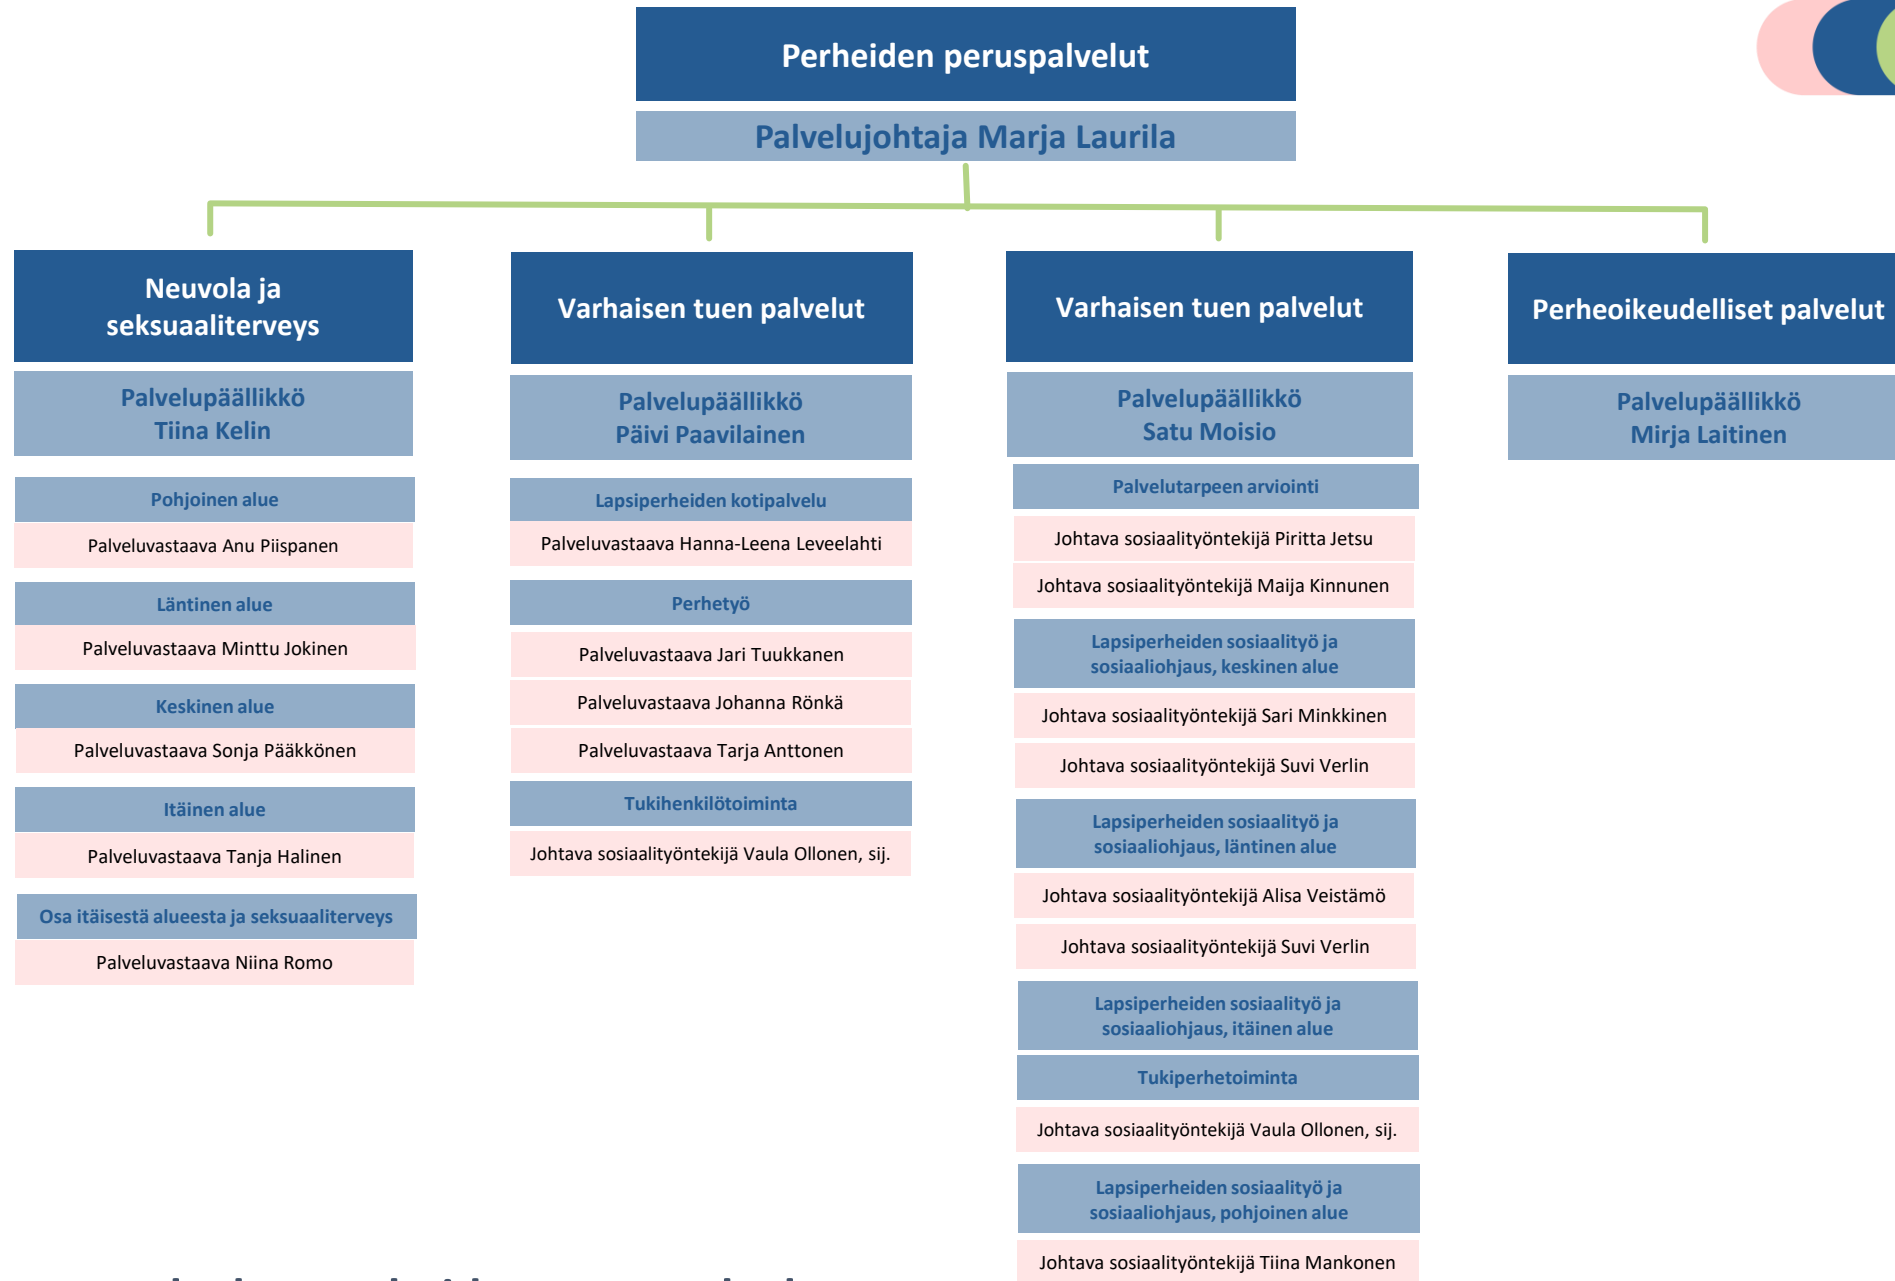 Perheiden peruspalvelut
Palvelujohtaja Marja Laurila
Neuvola ja
seksuaaliterveys
Palvelupäällikkö
Tiina Kelin
Pohjoinen alue
Palveluvastaava Anu Piispanen
Läntinen alue
Palveluvastaava Minttu Jokinen
Keskinen alue
Palveluvastaava Sonja Pääkkönen
Itäinen alue
Palveluvastaava Tanja Halinen
Osa itäisestä alueesta ja seksuaaliterveys
Palveluvastaava Niina Romo
Varhaisen tuen palvelut
Palvelupäällikkö
Päivi Paavilainen
Lapsiperheiden kotipalvelu
Palveluvastaava Hanna-Leena Leveelahti
Perhetyö
Palveluvastaava Jari Tuukkanen
Palveluvastaava Johanna Rönkä
Palveluvastaava Tarja Anttonen
Tukihenkilötoiminta
Johtava sosiaalityöntekijä Vaula Ollonen, sij.
Varhaisen tuen palvelut
Palvelupäällikkö
Satu Moisio
Palvelutarpeen arviointi
Johtava sosiaalityöntekijä Piritta Jetsu
Johtava sosiaalityöntekijä Maija Kinnunen
Lapsiperheiden sosiaalityö ja
sosiaaliohjaus, keskinen alue
Johtava sosiaalityöntekijä Sari Minkkinen
Johtava sosiaalityöntekijä Suvi Verlin
Lapsiperheiden sosiaalityö ja
sosiaaliohjaus, läntinen alue
Johtava sosiaalityöntekijä Alisa Veistämö
Johtava sosiaalityöntekijä Suvi Verlin
Lapsiperheiden sosiaalityö ja
sosiaaliohjaus, itäinen alue
Tukiperhetoiminta
Johtava sosiaalityöntekijä Vaula Ollonen, sij.
Lapsiperheiden sosiaalityö ja
sosiaaliohjaus, pohjoinen alue
Johtava sosiaalityöntekijä Tiina Mankonen
Perheoikeudelliset palvelut
Palvelupäällikkö
Mirja Laitinen